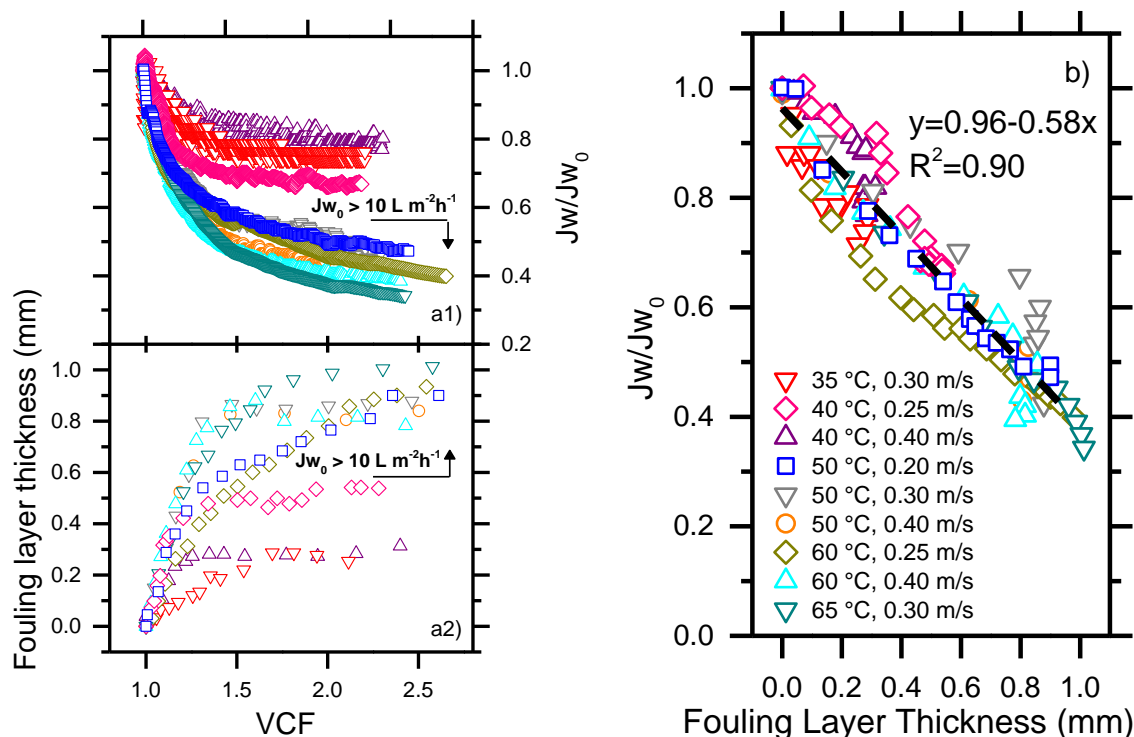 1.0
0.8
0.6
0.4
0.2
Jw/Jw₀
Jw₀ > 10 L m⁻²h⁻¹
a1)
Fouling layer thickness (mm)
1.0
0.8
0.6
0.4
0.2
0.0
Jw₀ > 10 L m⁻²h⁻¹
a2)
1.0 1.5 2.0 2.5
VCF
b)
y=0.96-0.58x
R²=0.90
Jw/Jw₀
1.0
0.8
0.6
0.4
0.2
0.0
35 °C, 0.30 m/s
40 °C, 0.25 m/s
40 °C, 0.40 m/s
50 °C, 0.20 m/s
50 °C, 0.30 m/s
50 °C, 0.40 m/s
60 °C, 0.25 m/s
60 °C, 0.40 m/s
65 °C, 0.30 m/s
0.0 0.2 0.4 0.6 0.8 1.0
Fouling Layer Thickness (mm)